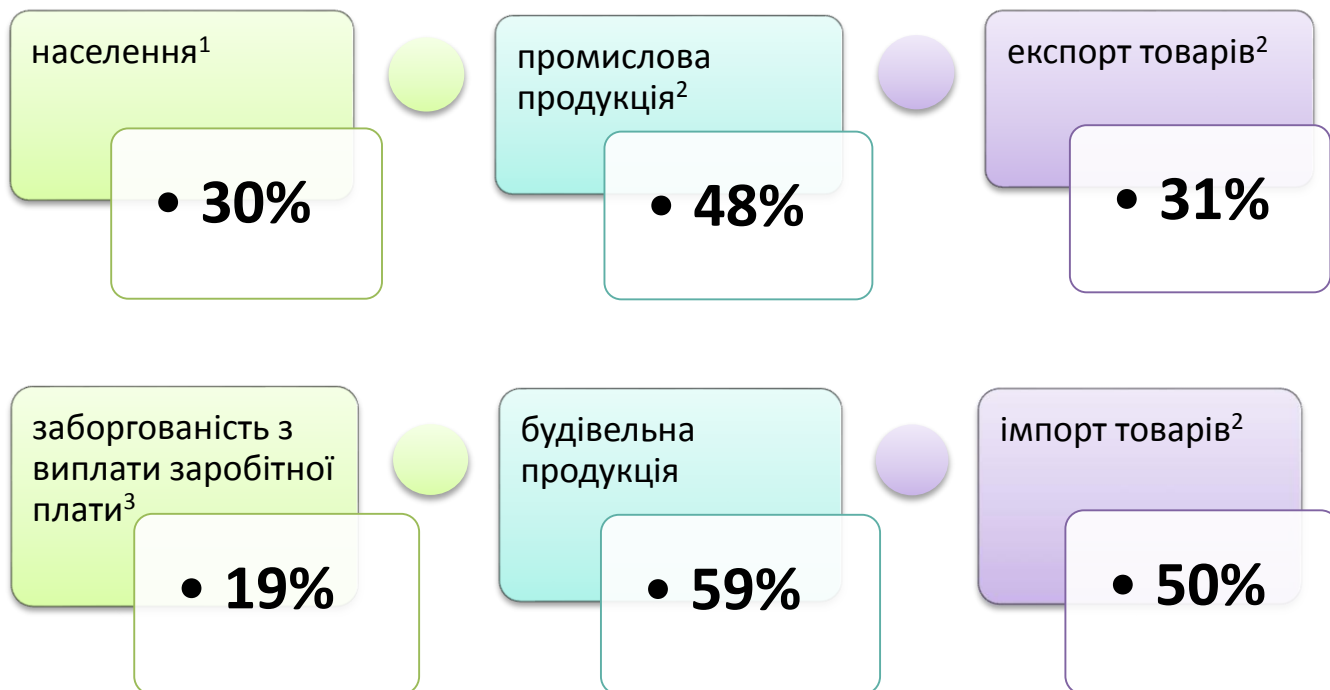 населення¹
• 30%
промислова
продукція²
• 48%
експорт товарів²
• 31%
заборгованість з
виплати заробітної
плати³
• 19%
будівельна
продукція
• 59%
імпорт товарів²
• 50%